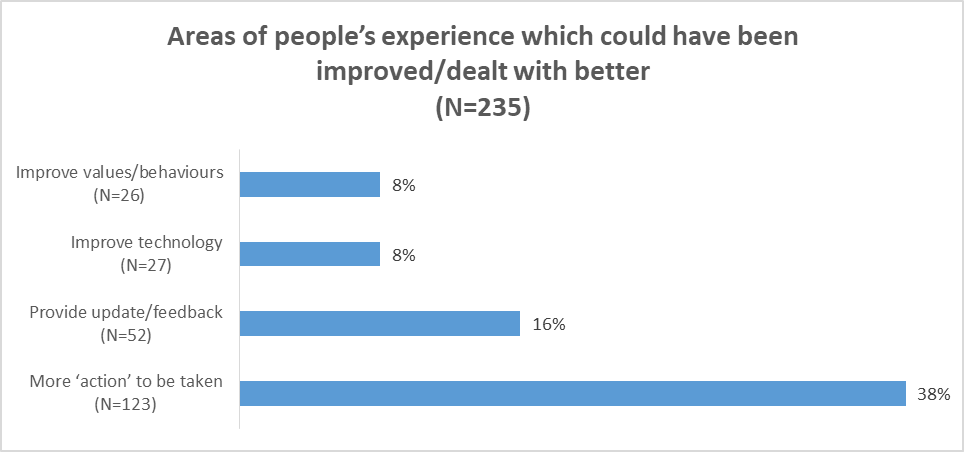 Areas of people’s experience which could have been
improved/dealt with better
(N=235)
Improve values/behaviours
(N=26)
8%
Improve technology
(N=27)
8%
Provide update/feedback
(N=52)
16%
More ‘action’ to be taken
(N=123)
38%